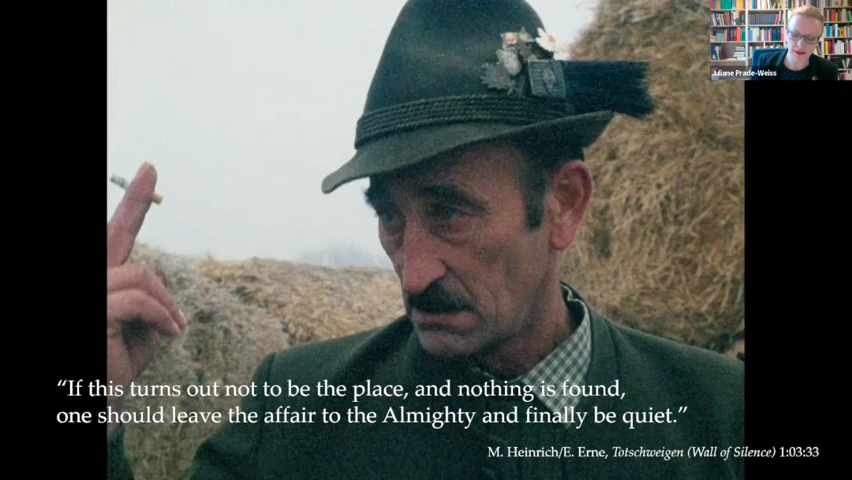 Juliane Prade-Weiss
“If this turns out not to be the place, and nothing is found,
one should leave the affair to the Almighty and finally be quiet.”
M. Heinrich/E. Erne, Totschweigen (Wall of Silence) 1:03:33